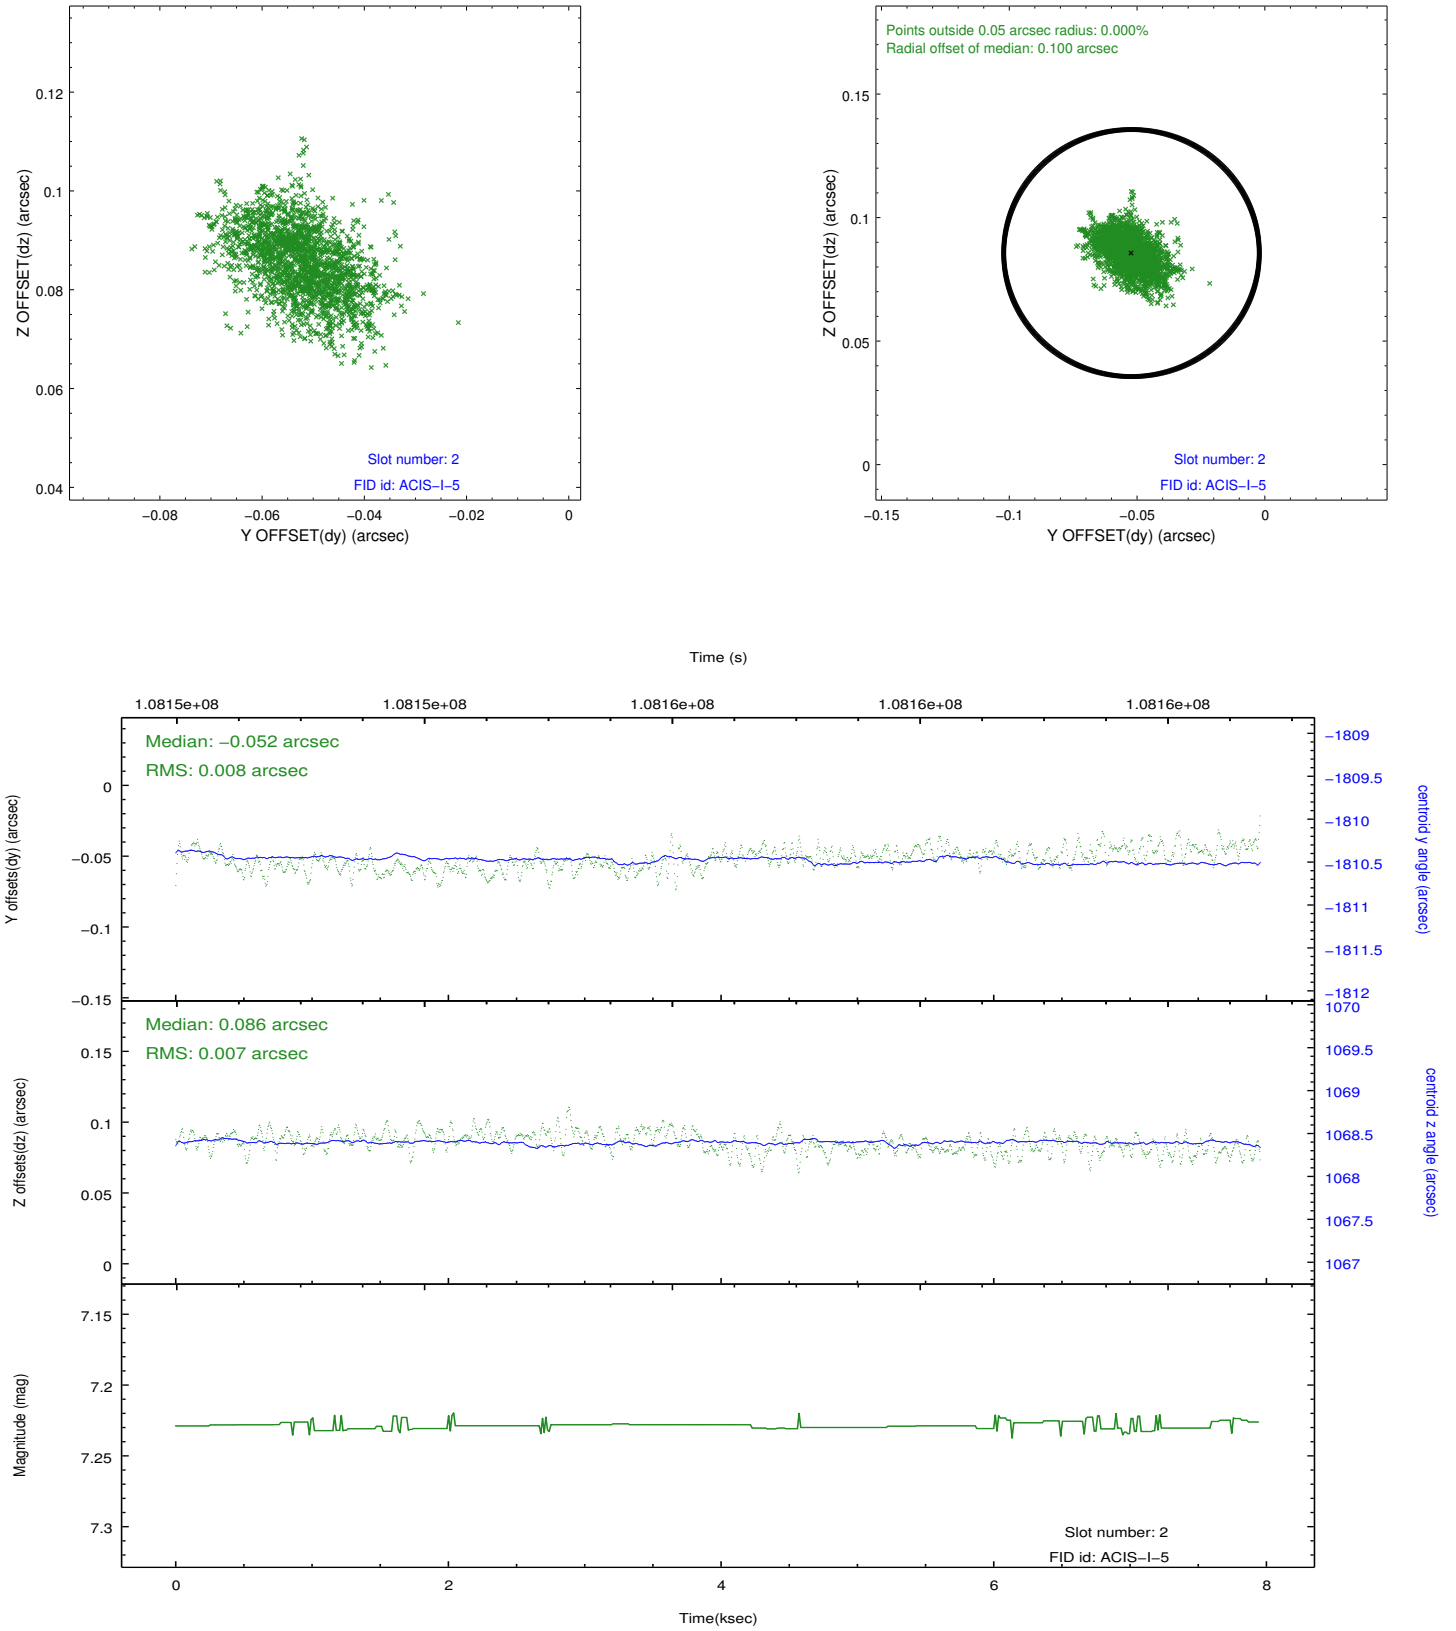 0.12
0.1
0.08
0.06
0.04
Z OFFSET(dz) (arcsec)
Slot number: 2
FID id: ACIS−I−5
−0.08
−0.06
−0.04
−0.02
0
Y OFFSET(dy) (arcsec)
Points outside 0.05 arcsec radius: 0.000%
Radial offset of median: 0.100 arcsec
0.15
0.1
0.05
0
Z OFFSET(dz) (arcsec)
Slot number: 2
FID id: ACIS−I−5
−0.15
−0.1
−0.05
0
Y OFFSET(dy) (arcsec)
Time (s)
1.0815e+08
1.0815e+08
1.0816e+08
1.0816e+08
1.0816e+08
Median: −0.052 arcsec
RMS: 0.008 arcsec
0
−0.05
−0.1
−0.15
Y offsets(dy) (arcsec)
−1809
−1809.5
−1810
−1810.5
−1811
−1811.5
−1812
centroid y angle (arcsec)
Median: 0.086 arcsec
RMS: 0.007 arcsec
0.15
0.1
0.05
0
Z offsets(dz) (arcsec)
1070
1069.5
1069
1068.5
1068
1067.5
1067
centroid z angle (arcsec)
7.15
7.2
7.25
7.3
Magnitude (mag)
Slot number: 2
FID id: ACIS−I−5
0
2
4
6
8
Time(ksec)